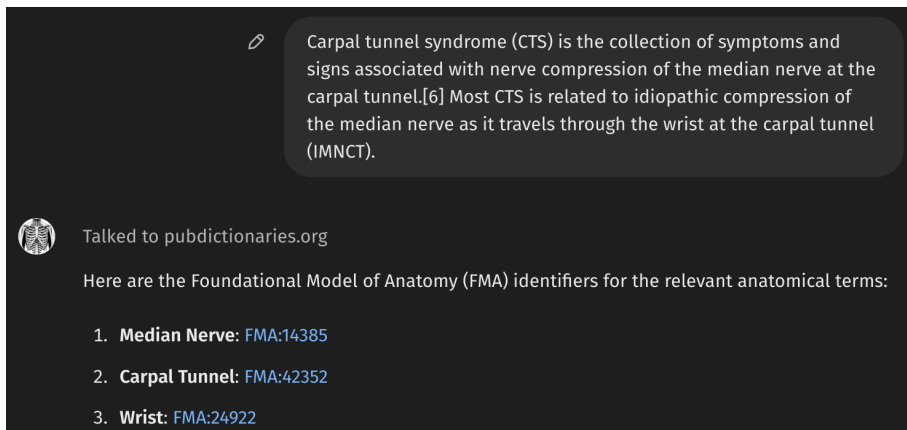 Carpal tunnel syndrome (CTS) is the collection of symptoms and
signs associated with nerve compression of the median nerve at the
carpal tunnel.[6] Most CTS is related to idiopathic compression of
the median nerve as it travels through the wrist at the carpal tunnel
(IMNCT).
Talked to pubdictionaries.org
Here are the Foundational Model of Anatomy (FMA) identifiers for the relevant anatomical terms:
1. Median Nerve: FMA:14385
2. Carpal Tunnel: FMA:42352
3. Wrist: FMA:24922